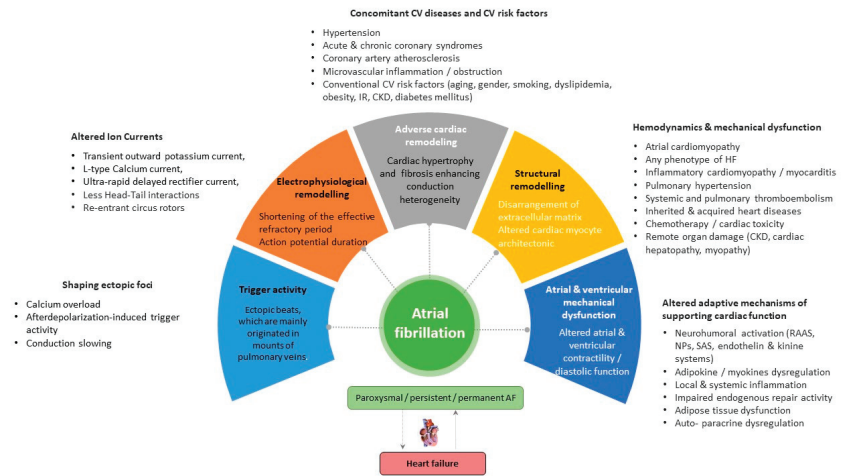 Concomitant CV diseases and CV risk factors
• Hypertension
• Acute & chronic coronary syndromes
• Coronary artery atherosclerosis
• Microvascular inflammation / obstruction
• Conventional CV risk factors (aging, gender, smoking, dyslipidemia,
obesity, IR, CKD, diabetes mellitus)
Altered Ion Currents
• Transient outward potassium current,
• L-type Calcium current,
• Ultra-rapid delayed rectifier current,
• Less Head-Tail interactions
• Re-entrant circus rotors
Shaping ectopic foci
• Calcium overload
• Afterdepolarization-induced trigger
activity
• Conduction slowing
Trigger activity
Ectopic beats,
which are mainly
originated in
mounts of
pulmonary veins
Electrophysiological
remodelling
Shortening of the effective
refractory period
Action potential duration
Adverse cardiac
remodeling
Cardiac hypertrophy
and fibrosis enhancing
conduction
heterogeneity
Structural
remodelling
Disarrangement of
extracellular matrix
Altered cardiac myocyte
architectonic
Atrial & ventricular
mechanical
dysfunction
Altered atrial &
ventricular
contractility /
diastolic function
Hemodynamics & mechanical dysfunction
• Atrial cardiomyopathy
• Any phenotype of HF
• Inflammatory cardiomyopathy / myocarditis
• Pulmonary hypertension
• Systemic and pulmonary thromboembolism
• Inherited & acquired heart diseases
• Chemotherapy / cardiac toxicity
• Remote organ damage (CKD, cardiac
hepatopathy, myopathy)
Altered adaptive mechanisms of
supporting cardiac function
• Neurohumoral activation (RAAS,
NPs, SAS, endothelin & kinine
systems)
• Adipokine / myokines dysregulation
• Local & systemic inflammation
• Impaired endogenous repair activity
• Adipose tissue dysfunction
• Auto- paracrine dysregulation
Atrial
fibrillation
Paroxysmal / persistent / permanent AF
Heart failure